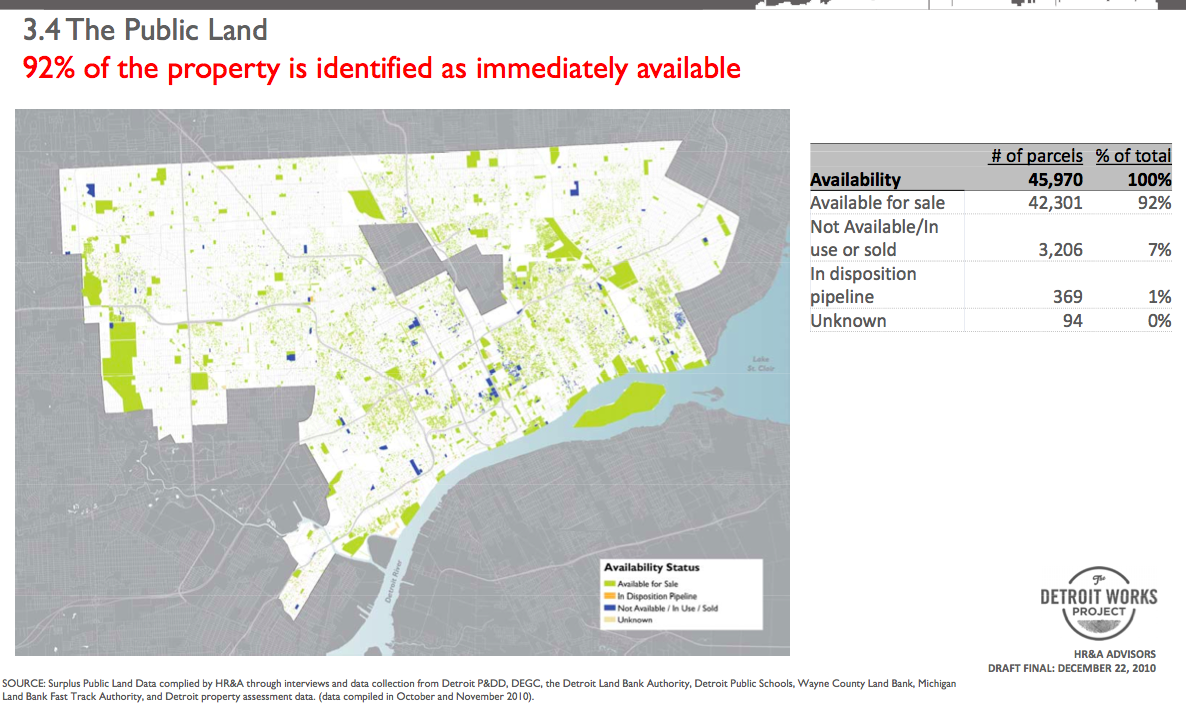 3.4 The Public Land
92% of the property is identified as immediately available
# of parcels % of total
Availability 45,970 100%
Available for sale 42,301 92%
Not Available/In
use or sold 3,206 7%
In disposition
pipeline 369 1%
Unknown 94 0%
Lake
St. Clair
Detroit River
Availability Status
Available for Sale
In Disposition Pipeline
Not Available / In Use / Sold
Unknown
The
DETROIT WORKS
PROJECT
HR&A ADVISORS
DRAFT FINAL: DECEMBER 22, 2010
SOURCE: Surplus Public Land Data complied by HR&A through interviews and data collection from Detroit P&DD, DEGC, the Detroit Land Bank Authority, Detroit Public Schools, Wayne County Land Bank, Michigan
Land Bank Fast Track Authority, and Detroit property assessment data. (data compiled in October and November 2010).